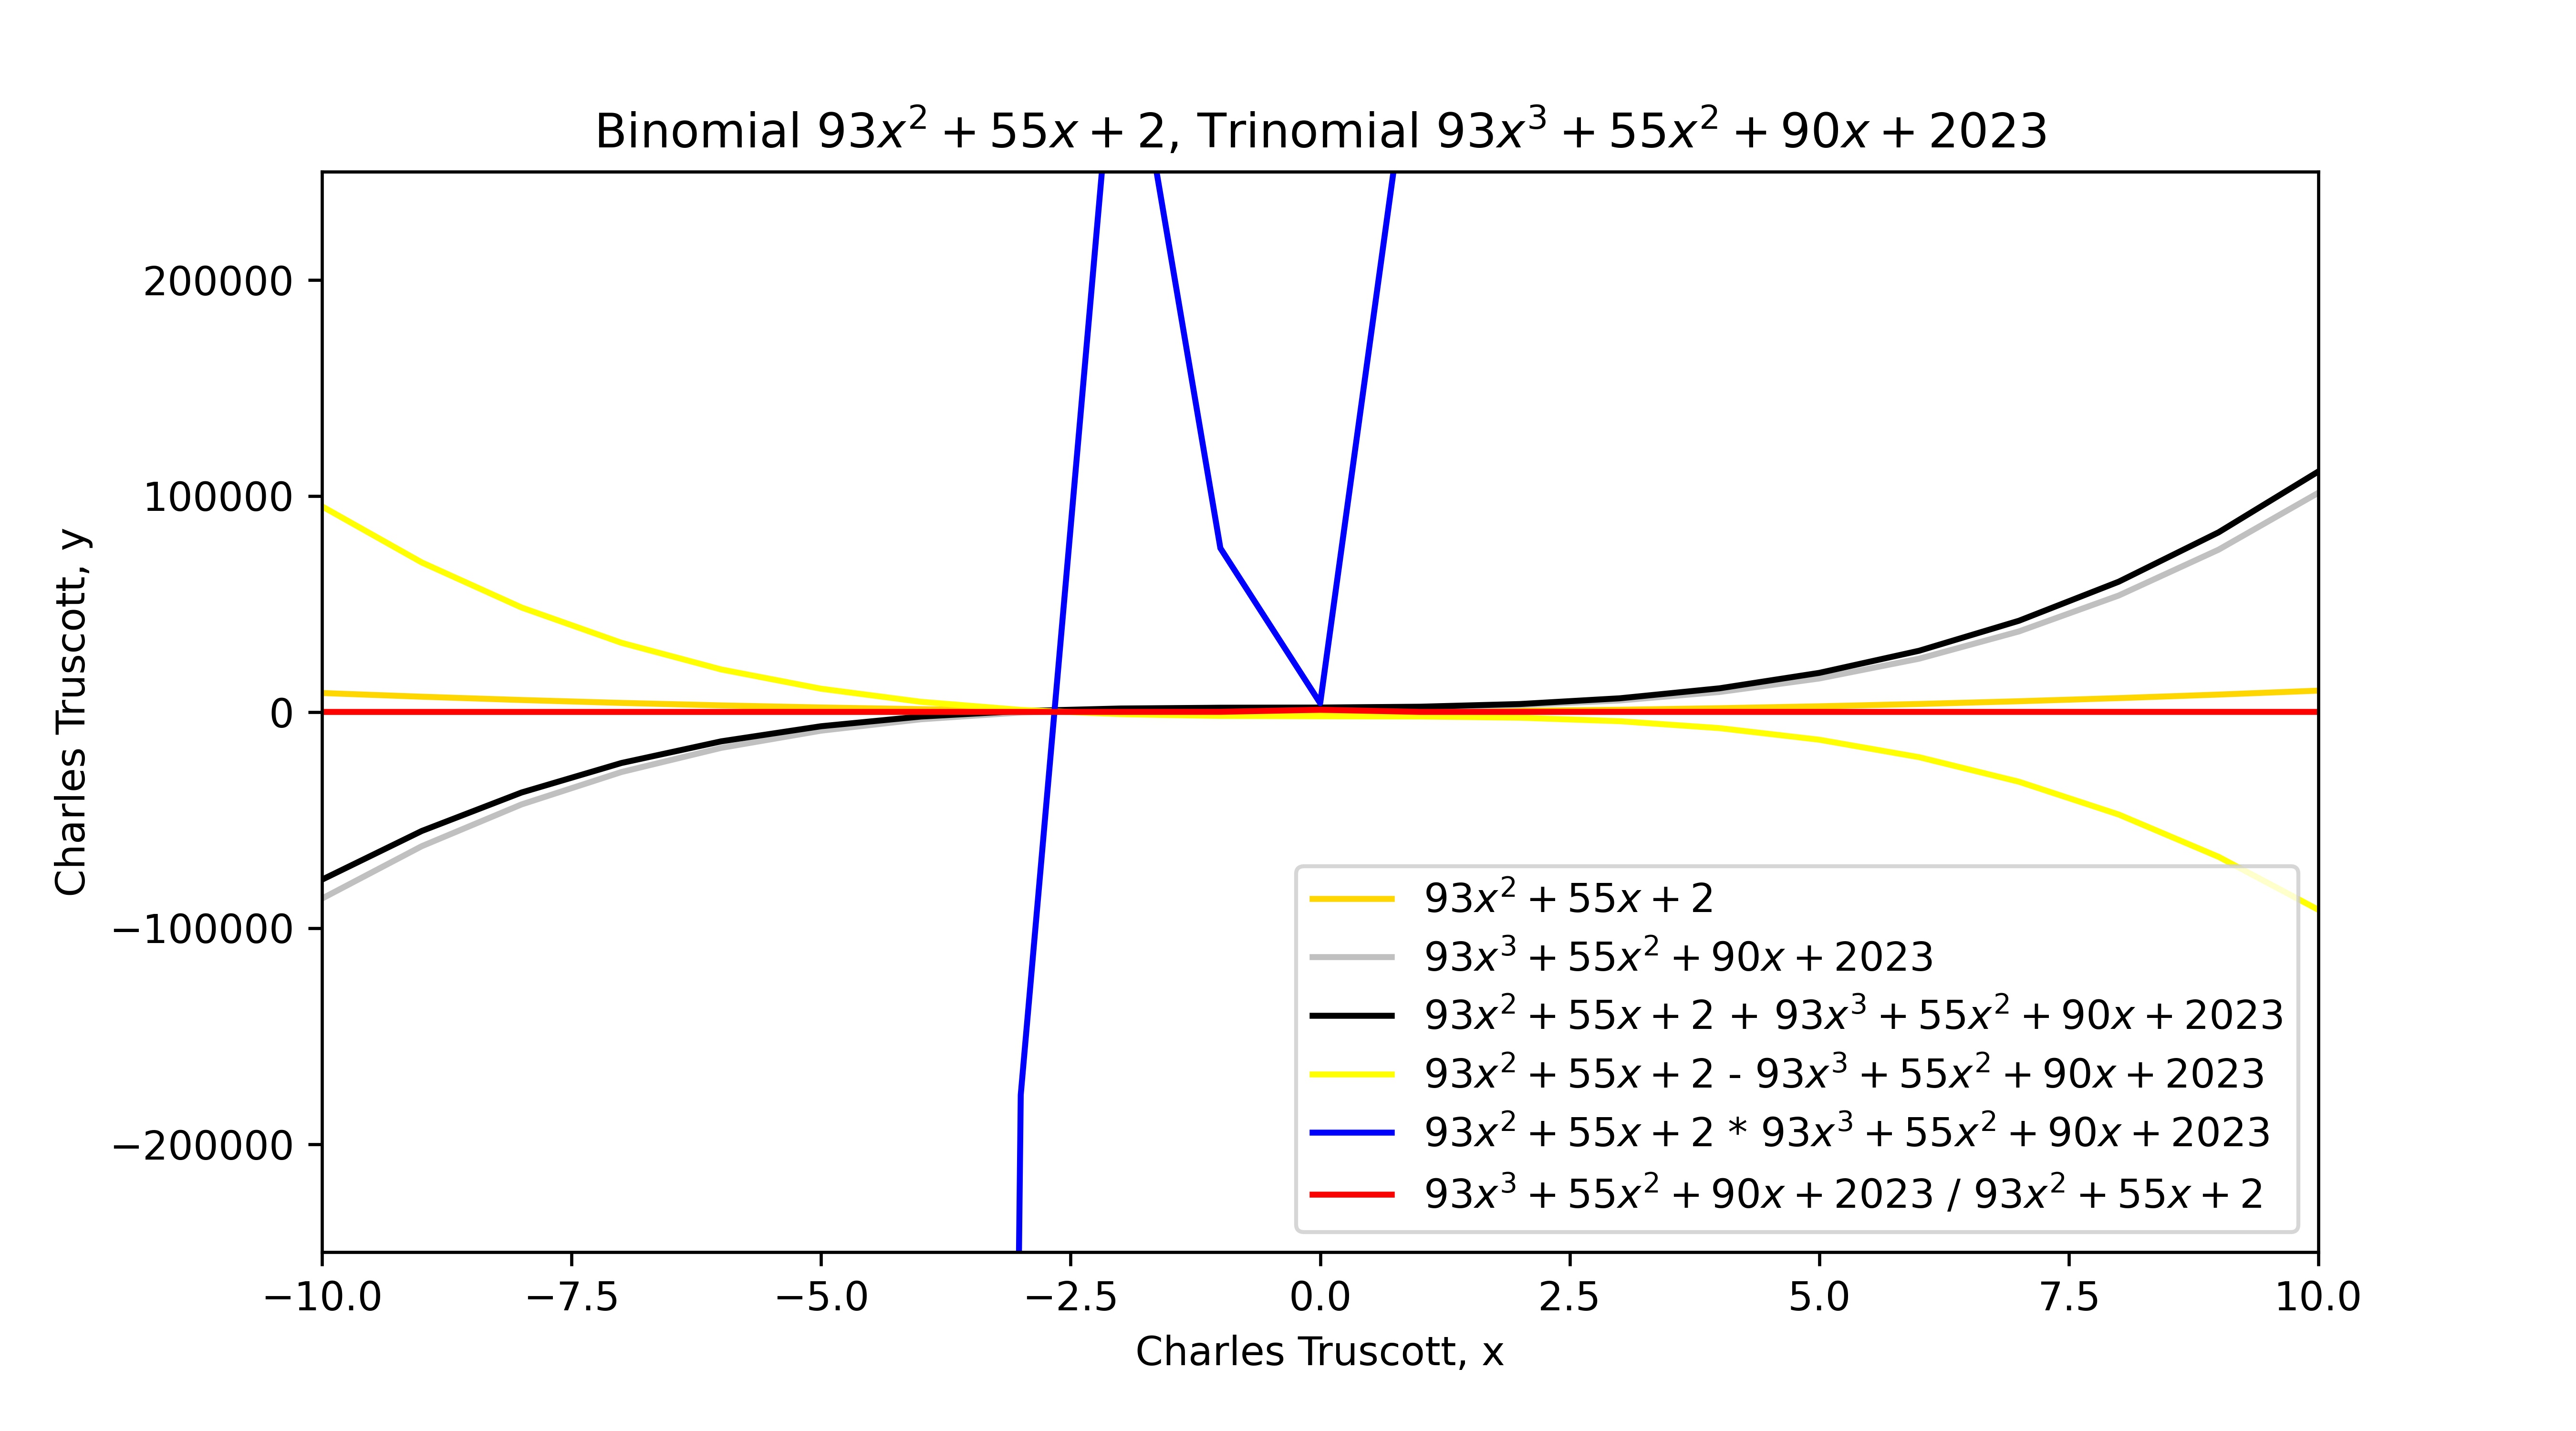 Binomial 93x² + 55x + 2, Trinomial 93x³ + 55x² + 90x + 2023
200000
100000
0
−100000
−200000
Charles Truscott, y
93x² + 55x + 2
93x³ + 55x² + 90x + 2023
93x² + 55x + 2 + 93x³ + 55x² + 90x + 2023
93x² + 55x + 2 - 93x³ + 55x² + 90x + 2023
93x² + 55x + 2 * 93x³ + 55x² + 90x + 2023
93x³ + 55x² + 90x + 2023 / 93x² + 55x + 2
−10.0 −7.5 −5.0 −2.5 0.0 2.5 5.0 7.5 10.0
Charles Truscott, x